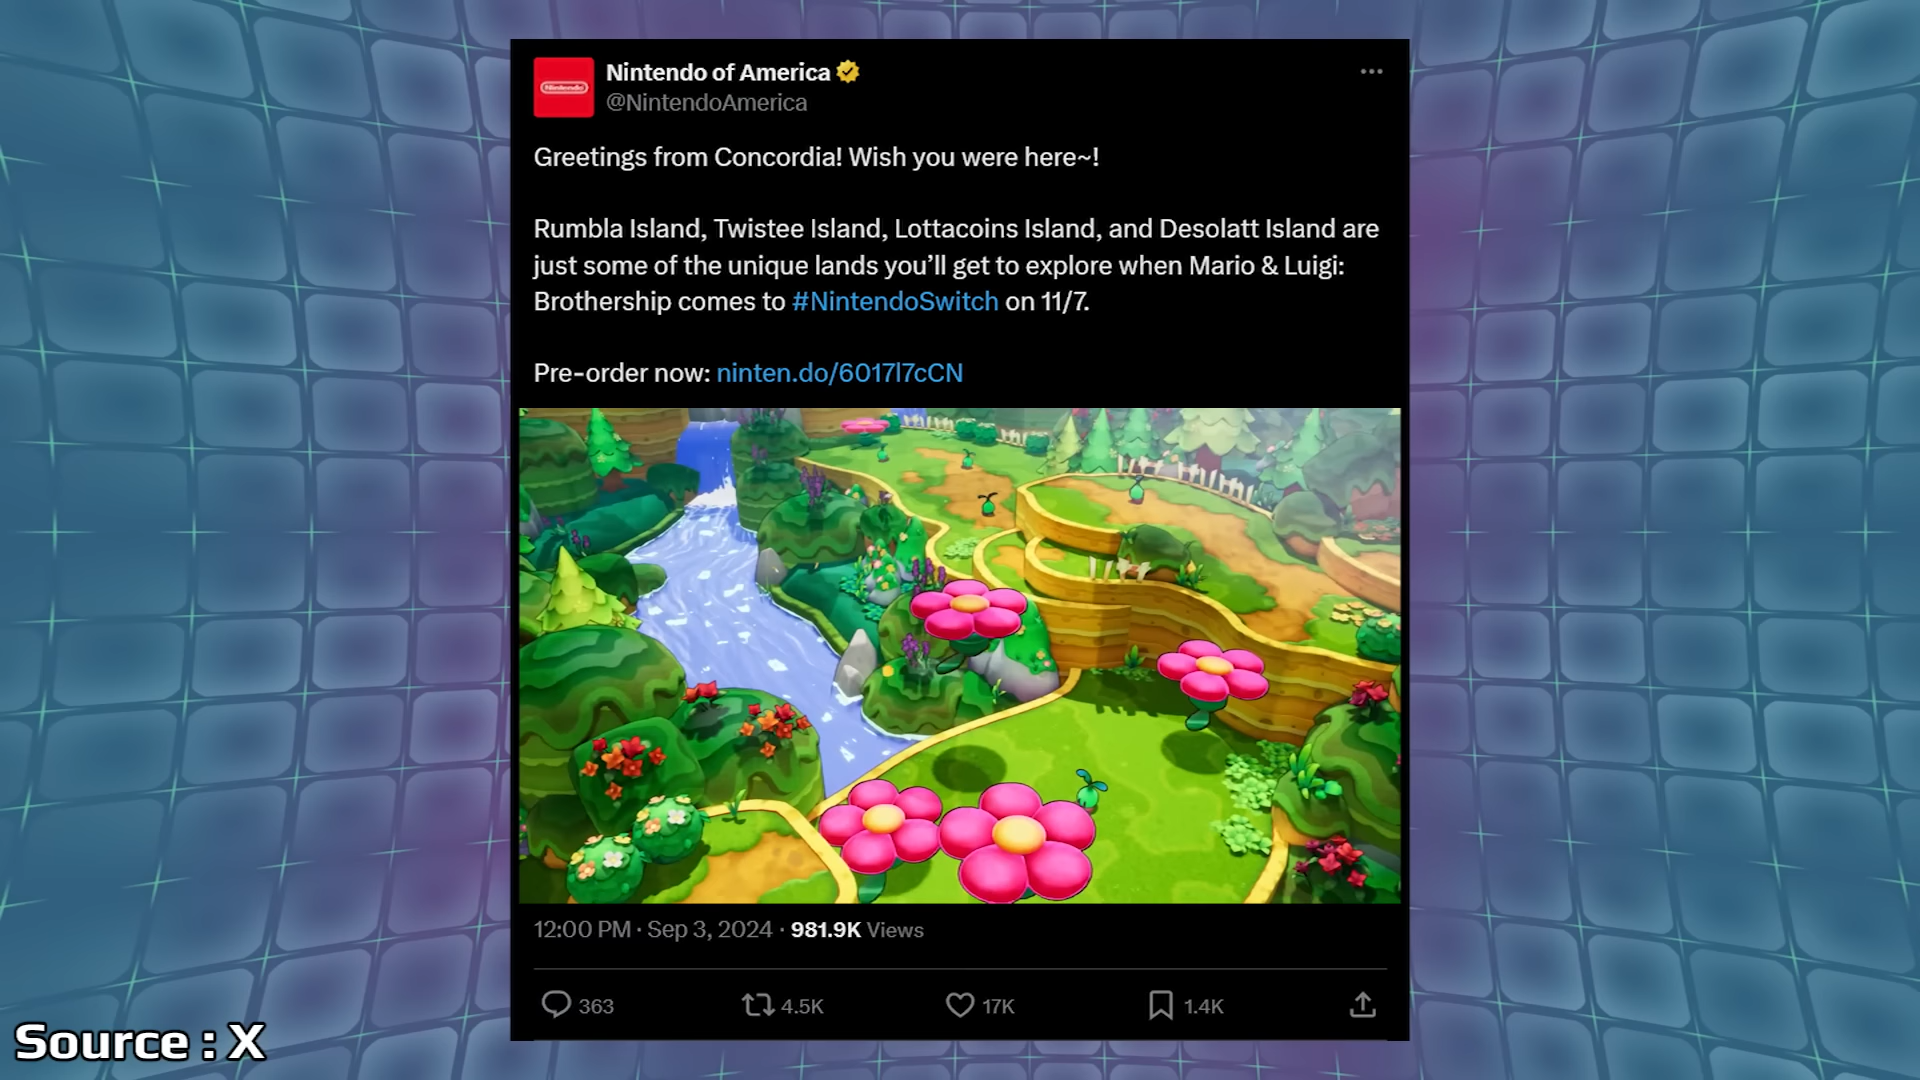 Nintendo of America
Nintendo
@NintendoAmerica
Greetings from Concordia! Wish you were here~!
Rumbla Island, Twistee Island, Lottacoins Island, and Desolatt Island are
just some of the unique lands you’ll get to explore when Mario & Luigi:
Brothership comes to #NintendoSwitch on 11/7.
Pre-order now: ninten.do/6017l7cCN
12:00 PM · Sep 3, 2024 · 981.9K Views
363 4.5K 17K 1.4K
Source : X